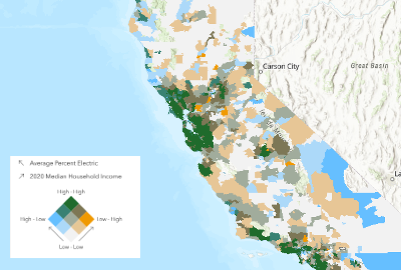 Carson City
Great Basin
Average Percent Electric
2020 Median Household Income
High - High
High - Low
Low - High
Low - Low